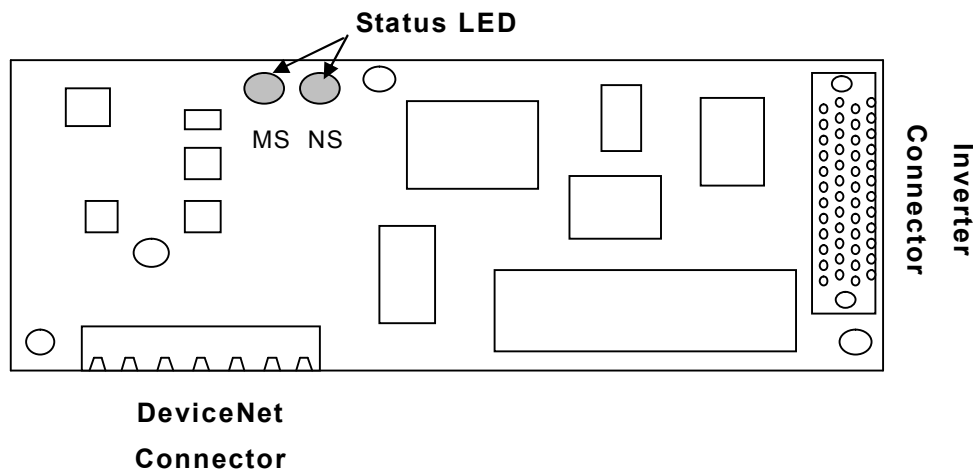 Status LED
MS NS
Inverter
Connector
DeviceNet
Connector